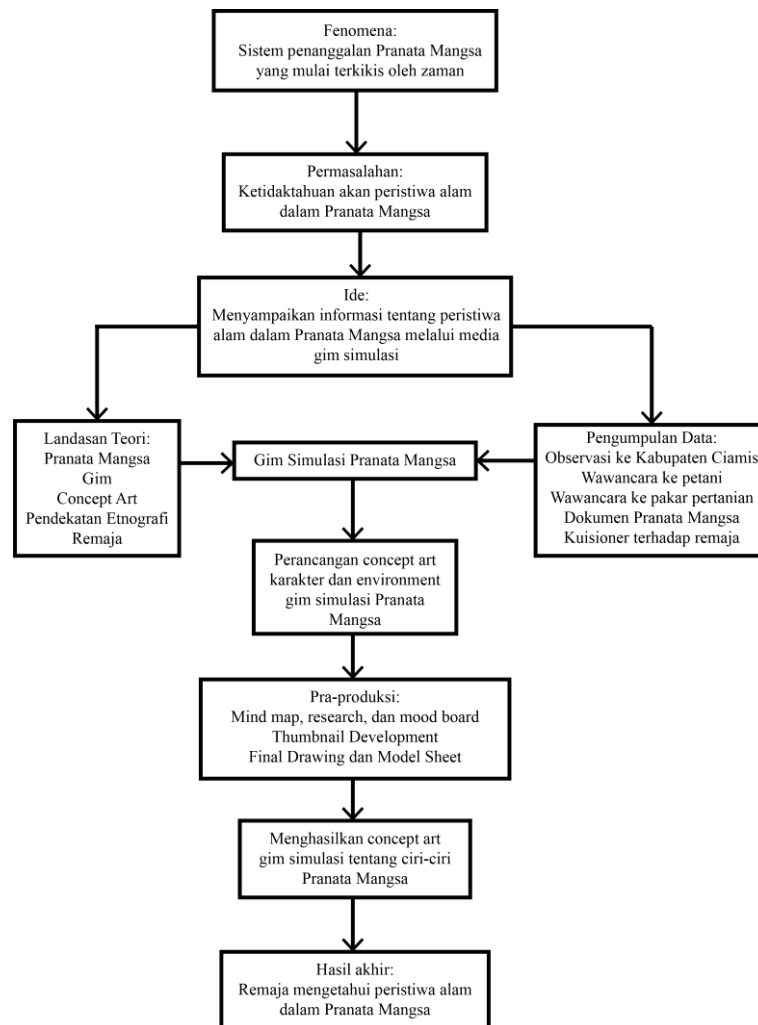 Fenomena:
Sistem penanggalan Pranata Mangsa
yang mulai terkikis oleh zaman
Permasalahan:
Ketidaktahuan akan peristiwa alam
dalam Pranata Mangsa
Ide:
Menyampaikan informasi tentang peristiwa
alam dalam Pranata Mangsa melalui media
gim simulasi
Landasan Teori:
Pranata Mangsa
Gim
Concept Art
Pendekatan Etnografi
Remaja
Gim Simulasi Pranata Mangsa
Pengumpulan Data:
Observasi ke Kabupaten Ciamis
Wawancara ke petani
Wawancara ke pakar pertanian
Dokumen Pranata Mangsa
Kuisioner terhadap remaja
Perancangan concept art
karakter dan environment
gim simulasi Pranata
Mangsa
Pra-produksi:
Mind map, research, dan mood board
Thumbnail Development
Final Drawing dan Model Sheet
Menghasilkan concept art
gim simulasi tentang ciri-ciri
Pranata Mangsa
Hasil akhir:
Remaja mengetahui peristiwa alam
dalam Pranata Mangsa